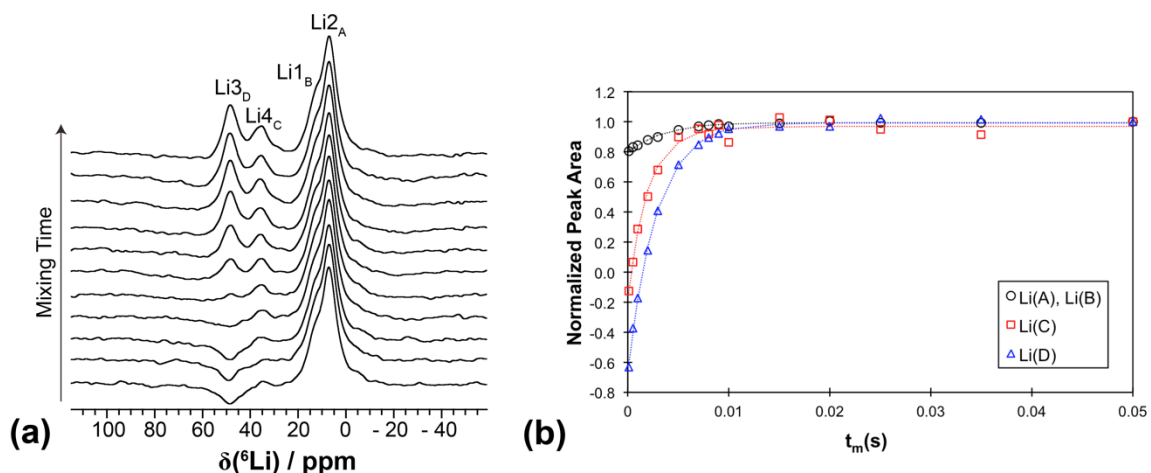 Li2A
Li3D
Li4C
Li1B
Mixing Time
100 80 60 40 20 0 - 20 - 40
δ(⁶Li) / ppm
(a)
1.2
1.0
0.8
0.6
0.4
0.2
0.0
-0.2
-0.4
-0.6
-0.8
Normalized Peak Area
Li(A), Li(B)
Li(C)
Li(D)
0 0.01 0.02 0.03 0.04 0.05
tm(s)
(b)